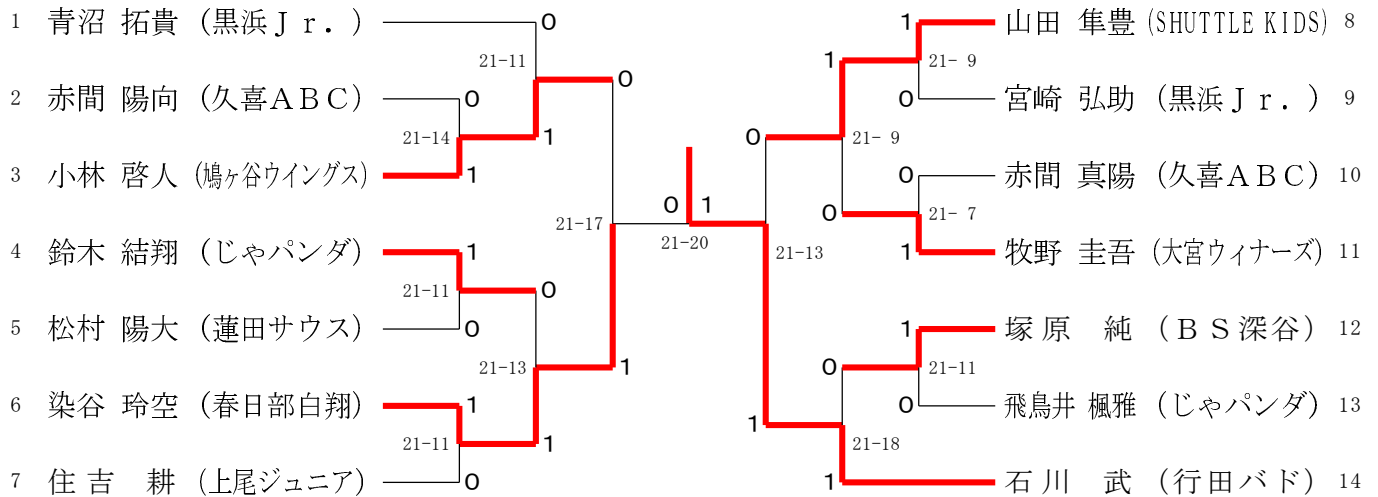 1 青沼 拓貴 (黒浜Ｊｒ．) 0
21-11
0
2 赤間 陽向 (久喜ＡＢＣ) 0
21-14
1
3 小林 啓人 (鳩ヶ谷ウイングス) 1
21-17
4 鈴木 結翔 (じゃパンダ) 1
21-11
0
5 松村 陽大 (蓮田サウス) 0
21-13
1
6 染谷 玲空 (春日部白翔) 1
21-11
1
7 住吉 耕 (上尾ジュニア) 0
0 1
21-20
1 山田 隼豊 (SHUTTLE KIDS) 8
1
21- 9
0 宮崎 弘助 (黒浜Ｊｒ．) 9
0
21- 9
0 赤間 真陽 (久喜ＡＢＣ) 10
0
21- 7
1 牧野 圭吾 (大宮ウィナーズ) 11
21-13
1 塚原 純 (ＢＳ深谷) 12
0
21-11
0 飛鳥井 楓雅 (じゃパンダ) 13
1
21-18
1 石川 武 (行田バド) 14